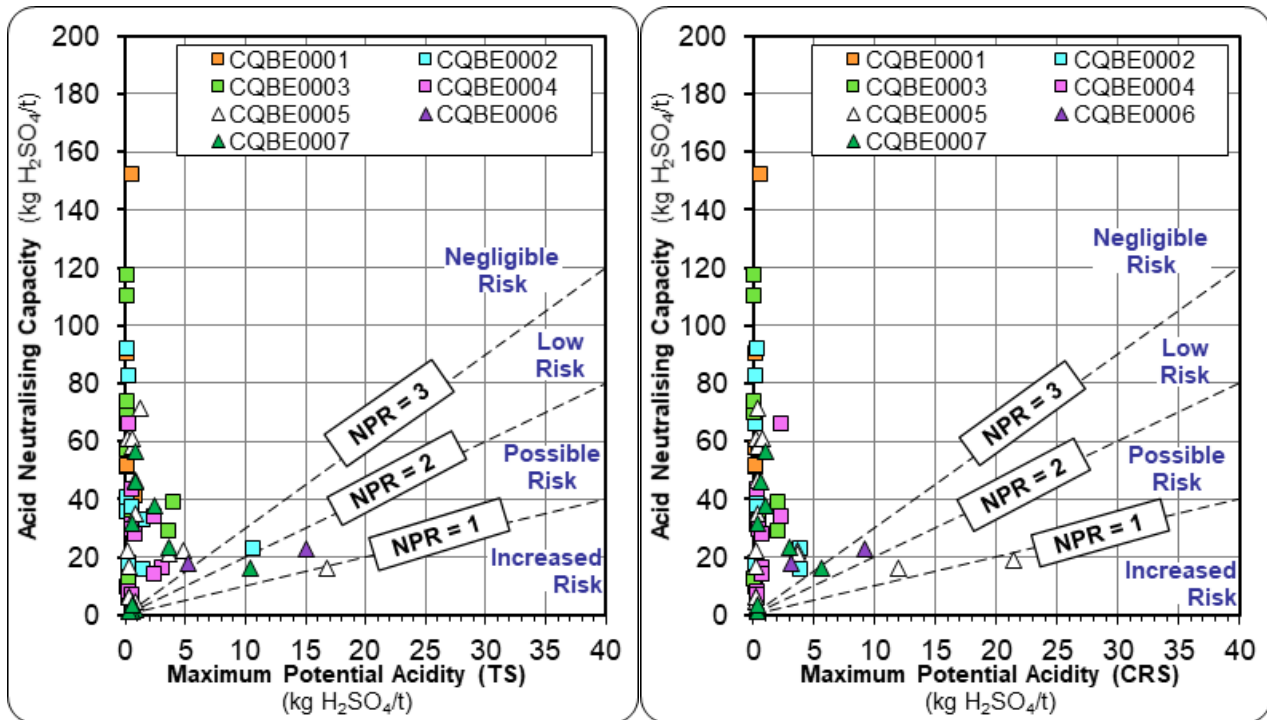 200
180
160
140
120
100
80
60
40
20
0
Acid Neutralising Capacity (kg H₂SO₄/t)
CQBE0001 CQBE0002
CQBE0003 CQBE0004
CQBE0005 CQBE0006
CQBE0007
Negligible
Risk
Low
Risk
Possible
Risk
Increased
Risk
NPR = 3
NPR = 2
NPR = 1
0 5 10 15 20 25 30 35 40
Maximum Potential Acidity (TS)
(kg H₂SO₄/t)
200
180
160
140
120
100
80
60
40
20
0
Acid Neutralising Capacity (kg H₂SO₄/t)
CQBE0001 CQBE0002
CQBE0003 CQBE0004
CQBE0005 CQBE0006
CQBE0007
Negligible
Risk
Low
Risk
Possible
Risk
Increased
Risk
NPR = 3
NPR = 2
NPR = 1
0 5 10 15 20 25 30 35 40
Maximum Potential Acidity (CRS)
(kg H₂SO₄/t)